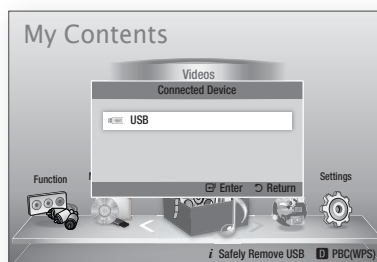 My Contents
Videos
Connected Device
USB
Enter Return
Function
Settings
i Safely Remove USB D PBC(WPS)